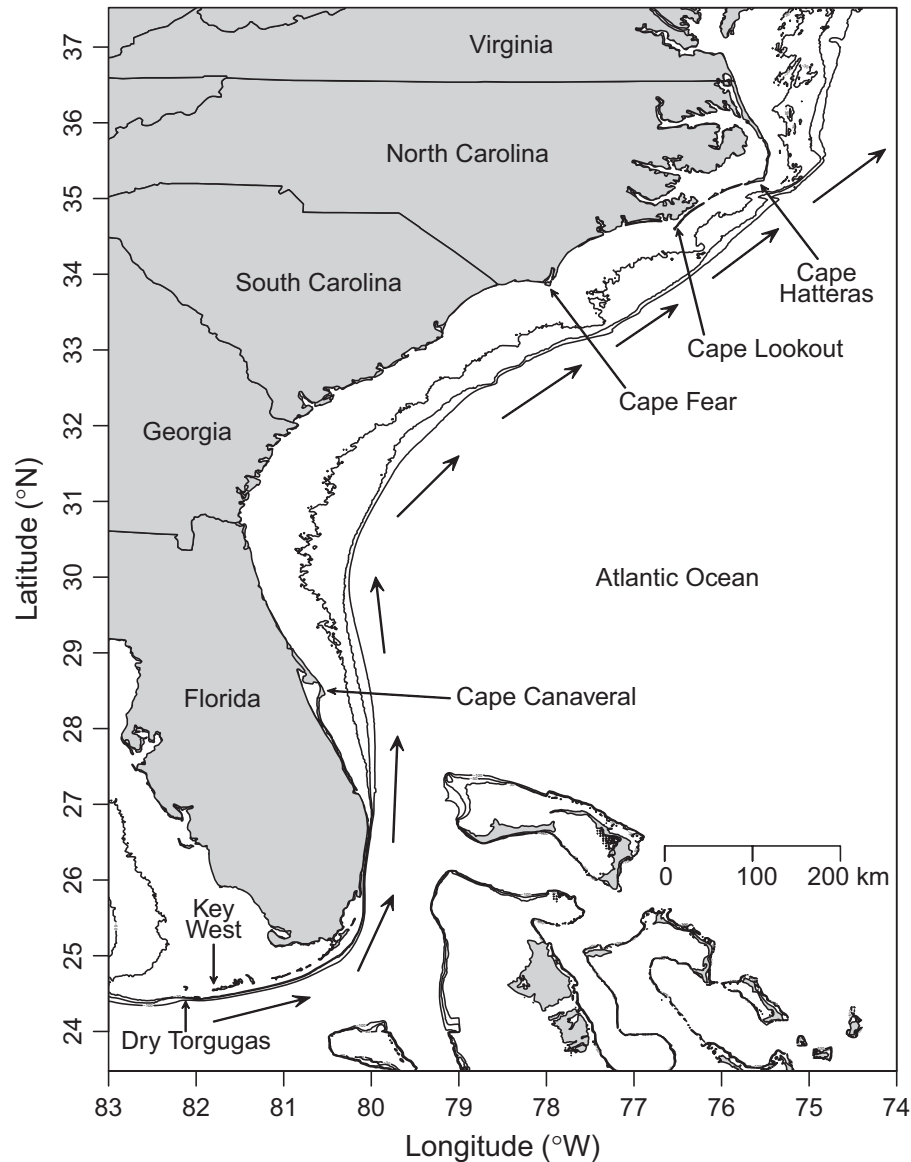 Virginia
North Carolina
South Carolina
Cape
Hatteras
Cape Lookout
Cape Fear
Georgia
Atlantic Ocean
Florida
Cape Canaveral
0 100 200 km
Key
West
Dry Torgugas
37
36
35
34
33
32
31
30
29
28
27
26
25
24
Latitude (°N)
83 82 81 80 79 78 77 76 75 74
Longitude (°W)